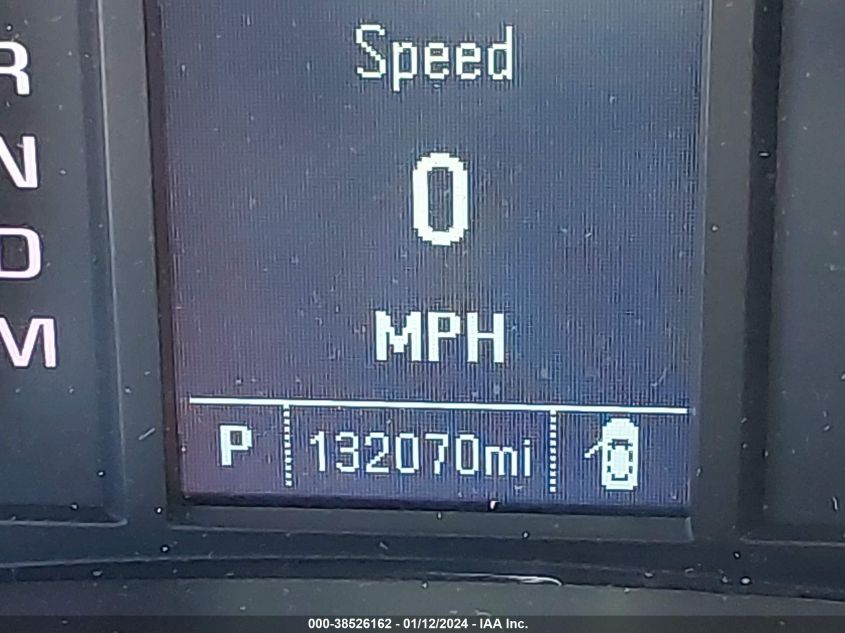 R
N
D
M
Speed
0
MPH
P 132070mi
000-38526162 - 01/12/2024 - IAA Inc.